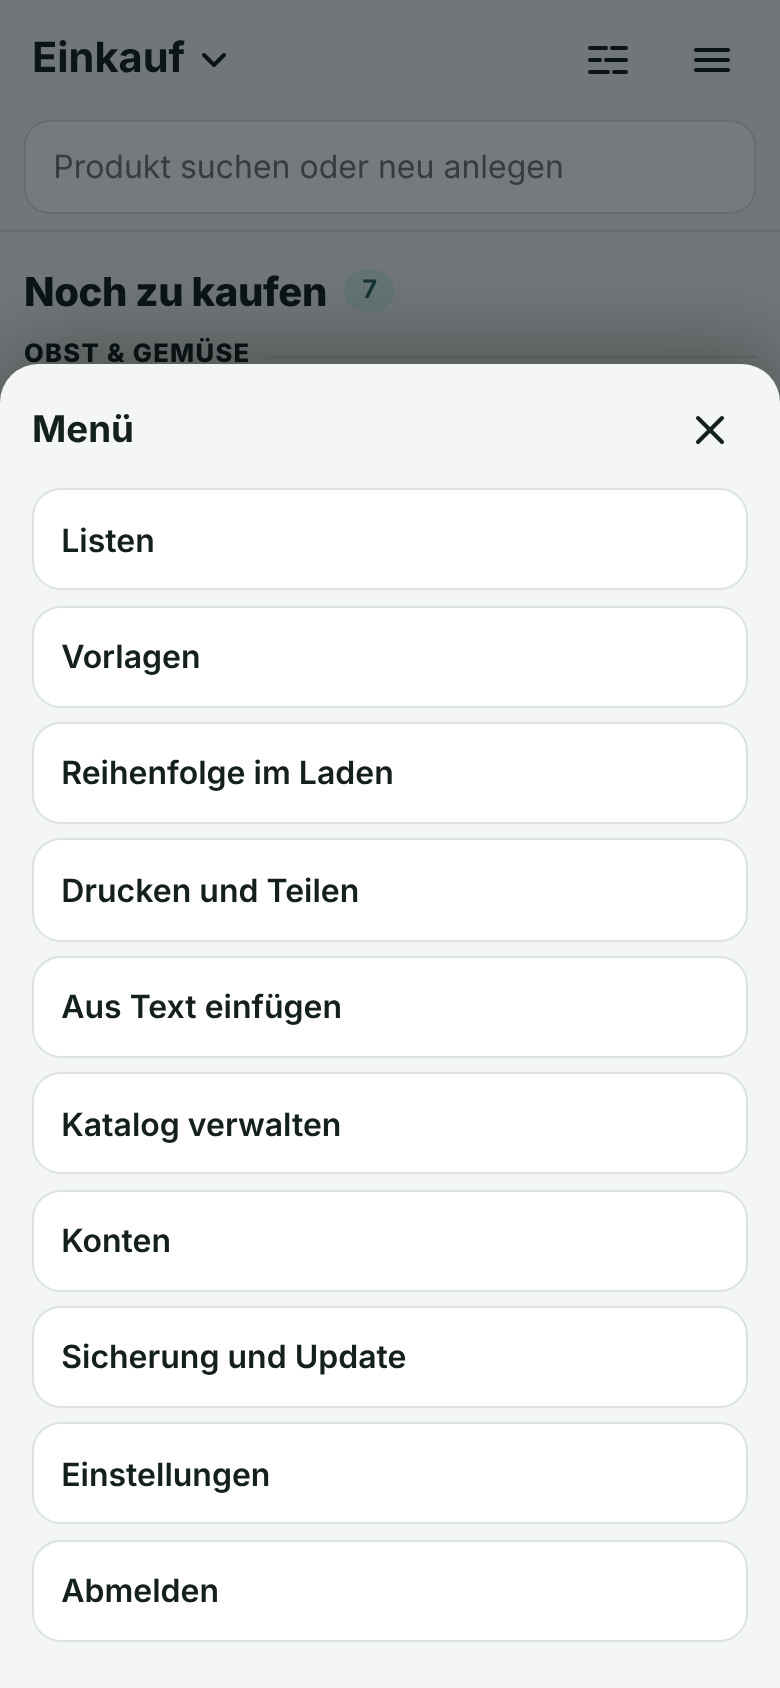 Einkauf
Produkt suchen oder neu anlegen
Noch zu kaufen 7
OBST & GEMÜSE
Menü
Listen
Vorlagen
Reihenfolge im Laden
Drucken und Teilen
Aus Text einfügen
Katalog verwalten
Konten
Sicherung und Update
Einstellungen
Abmelden